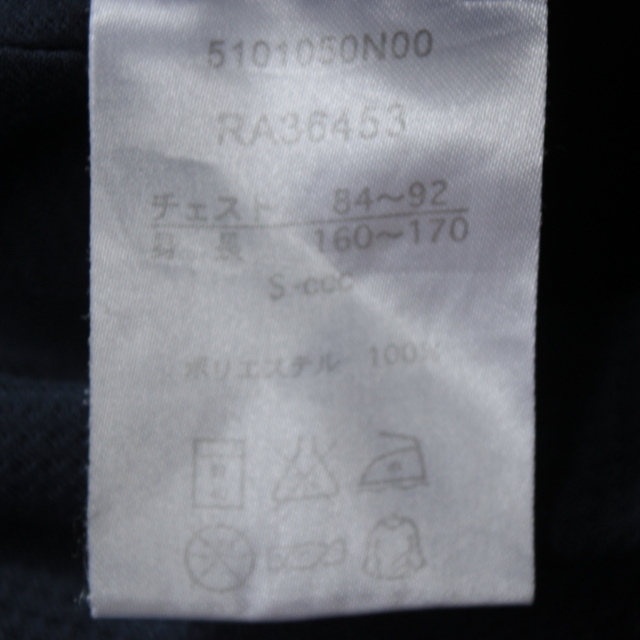 5101050N00
RA36453
チェスト 84～92
身長 160～170
ポリエステル 100%